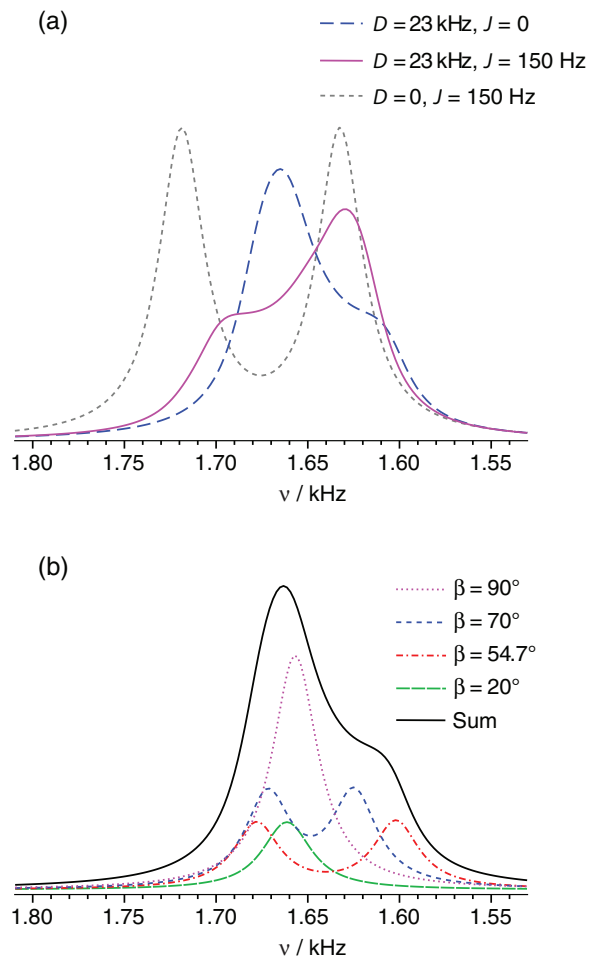 (a)
D = 23 kHz, J = 0
D = 23 kHz, J = 150 Hz
D = 0, J = 150 Hz
1.80 1.75 1.70 1.65 1.60 1.55
ν / kHz
(b)
β = 90°
β = 70°
β = 54.7°
β = 20°
Sum
1.80 1.75 1.70 1.65 1.60 1.55
ν / kHz